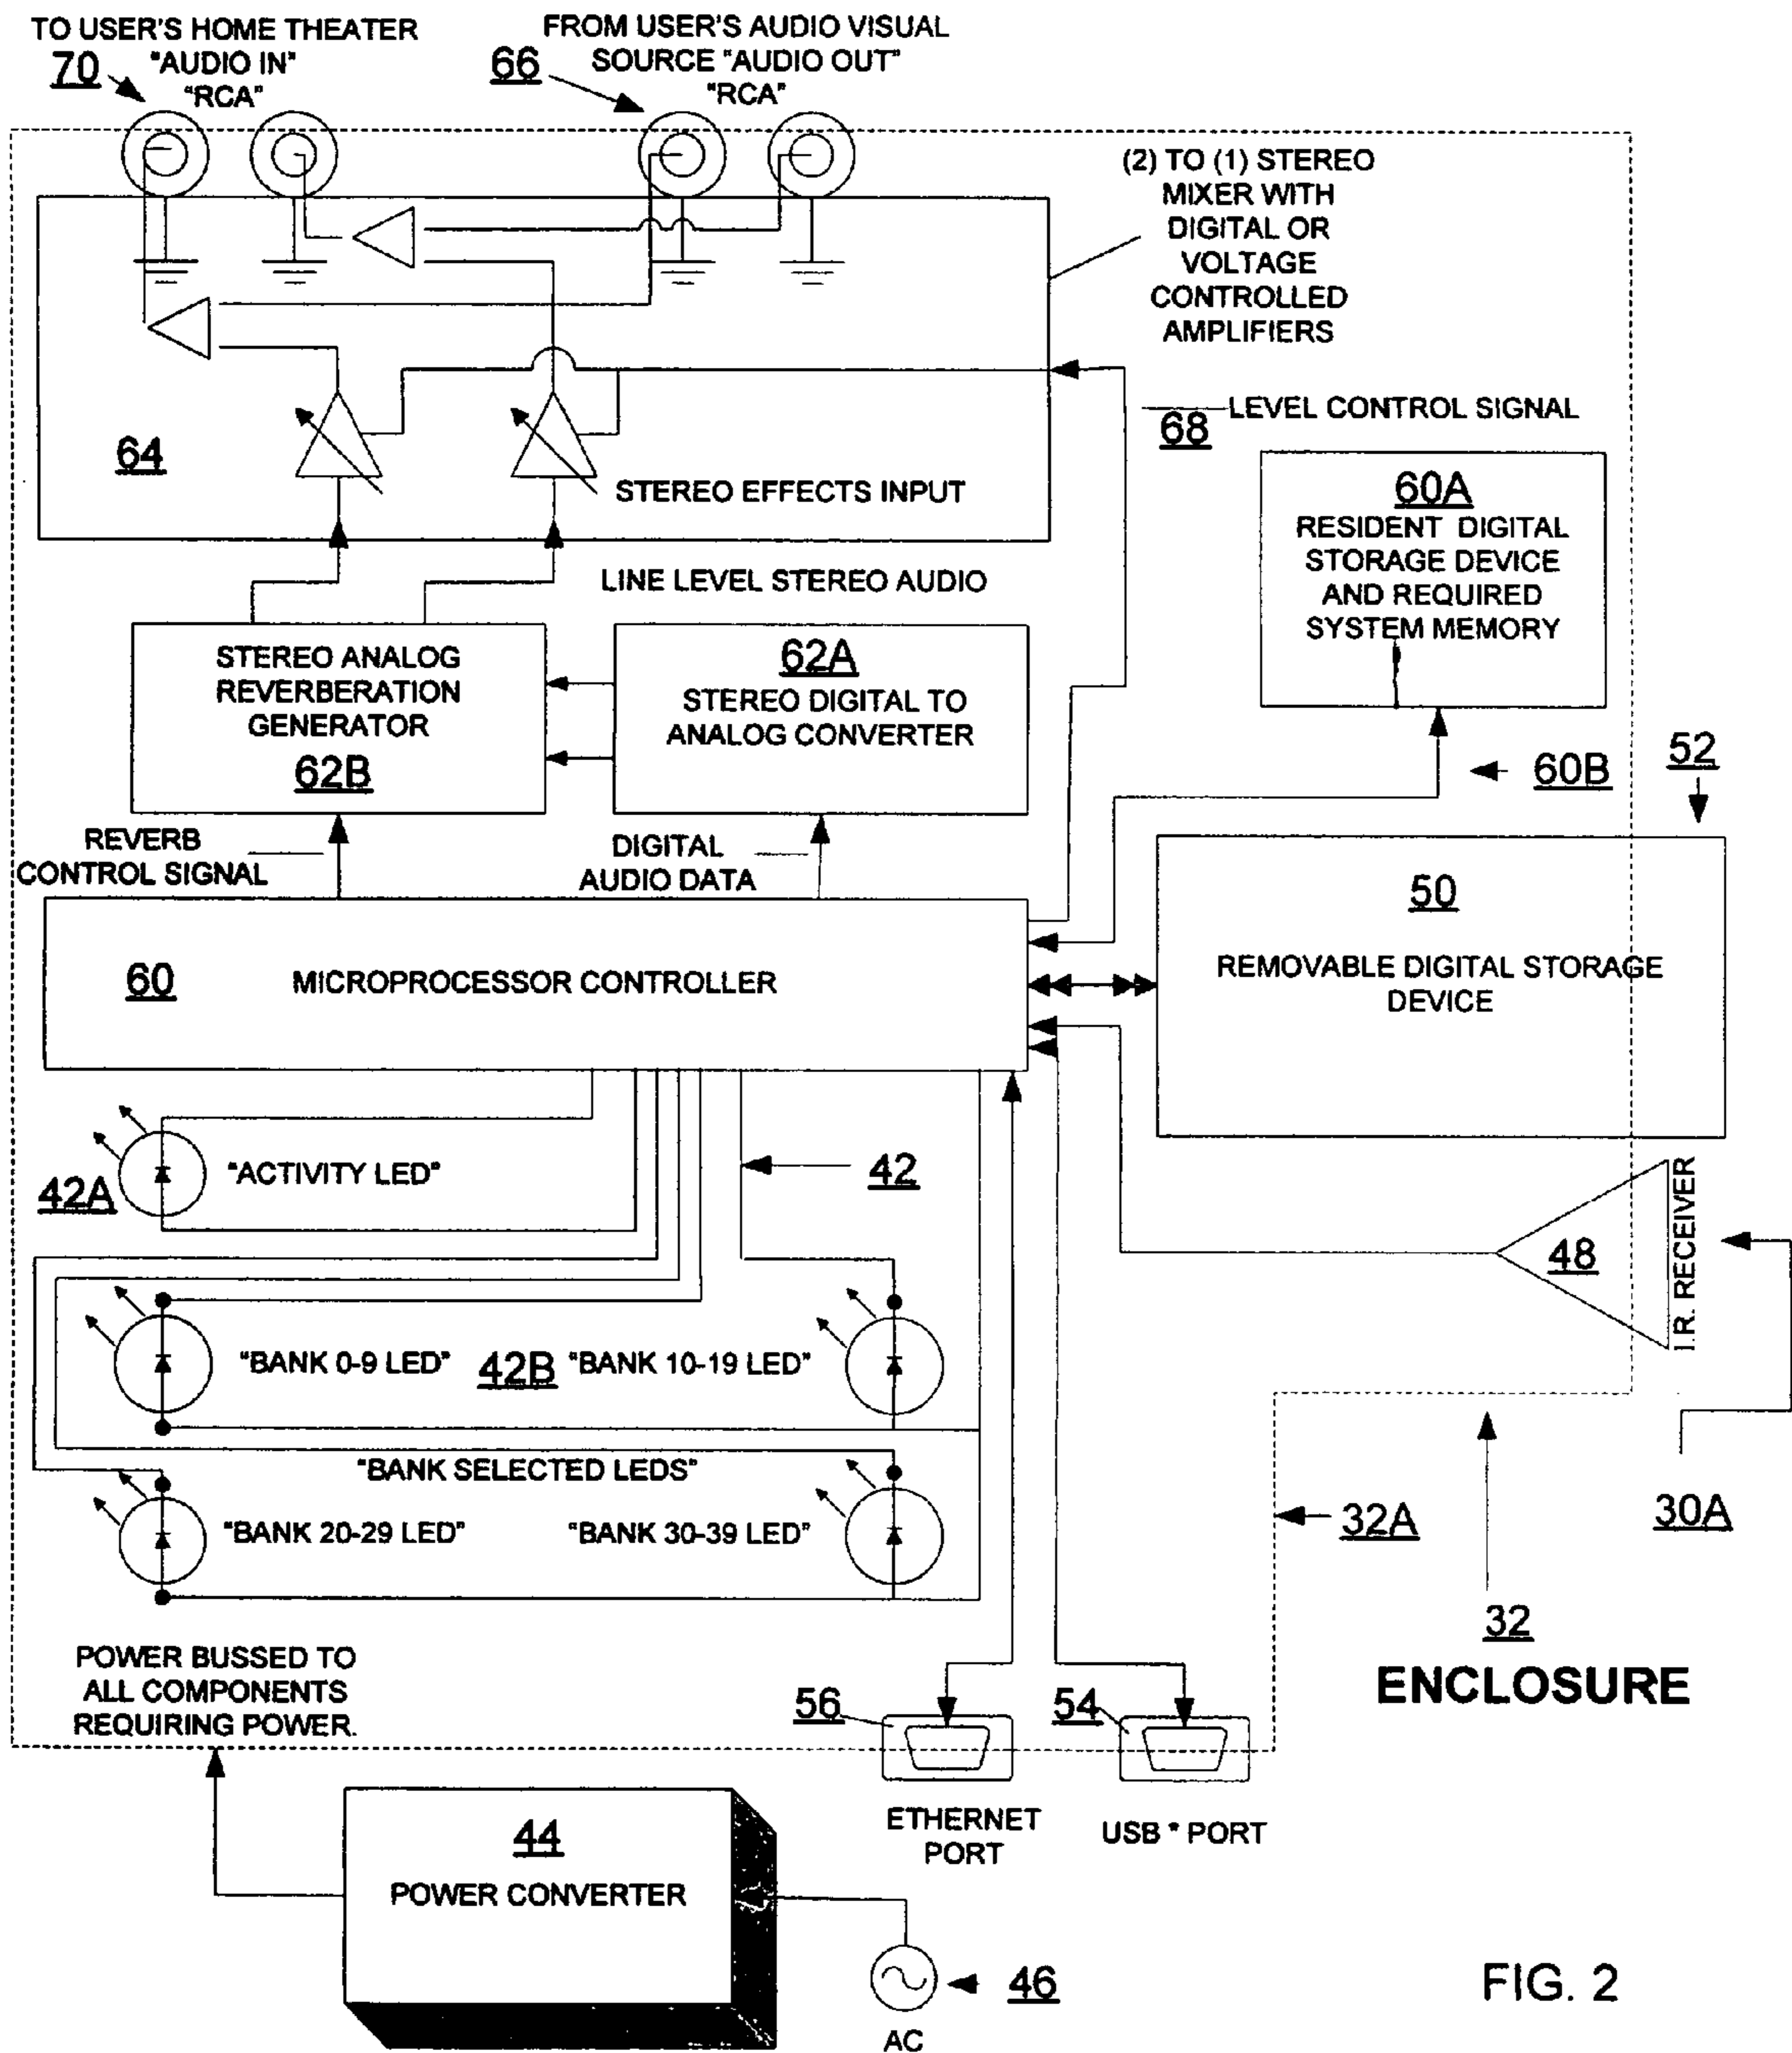 TO USER'S HOME THEATER
70 "AUDIO IN"
"RCA"
FROM USER'S AUDIO VISUAL
66 SOURCE "AUDIO OUT"
"RCA"
(2) TO (1) STEREO
MIXER WITH
DIGITAL OR
VOLTAGE
CONTROLLED
AMPLIFIERS
LEVEL CONTROL SIGNAL
68
64
STEREO EFFECTS INPUT
60A
RESIDENT DIGITAL
STORAGE DEVICE
AND REQUIRED
SYSTEM MEMORY
LINE LEVEL STEREO AUDIO
STEREO ANALOG
REVERBERATION
GENERATOR
62B
62A
STEREO DIGITAL TO
ANALOG CONVERTER
60B
52
REVERB
CONTROL SIGNAL
DIGITAL
AUDIO DATA
50
REMOVABLE DIGITAL STORAGE
DEVICE
60 MICROPROCESSOR CONTROLLER
42A
"ACTIVITY LED"
42
48
I.R. RECEIVER
"BANK 0-9 LED" 42B "BANK 10-19 LED"
"BANK SELECTED LEDS"
"BANK 20-29 LED" "BANK 30-39 LED"
32A
30A
32
ENCLOSURE
POWER BUSSED TO
ALL COMPONENTS
REQUIRING POWER.
56
54
ETHERNET
PORT
USB * PORT
44
POWER CONVERTER
46
AC
FIG. 2